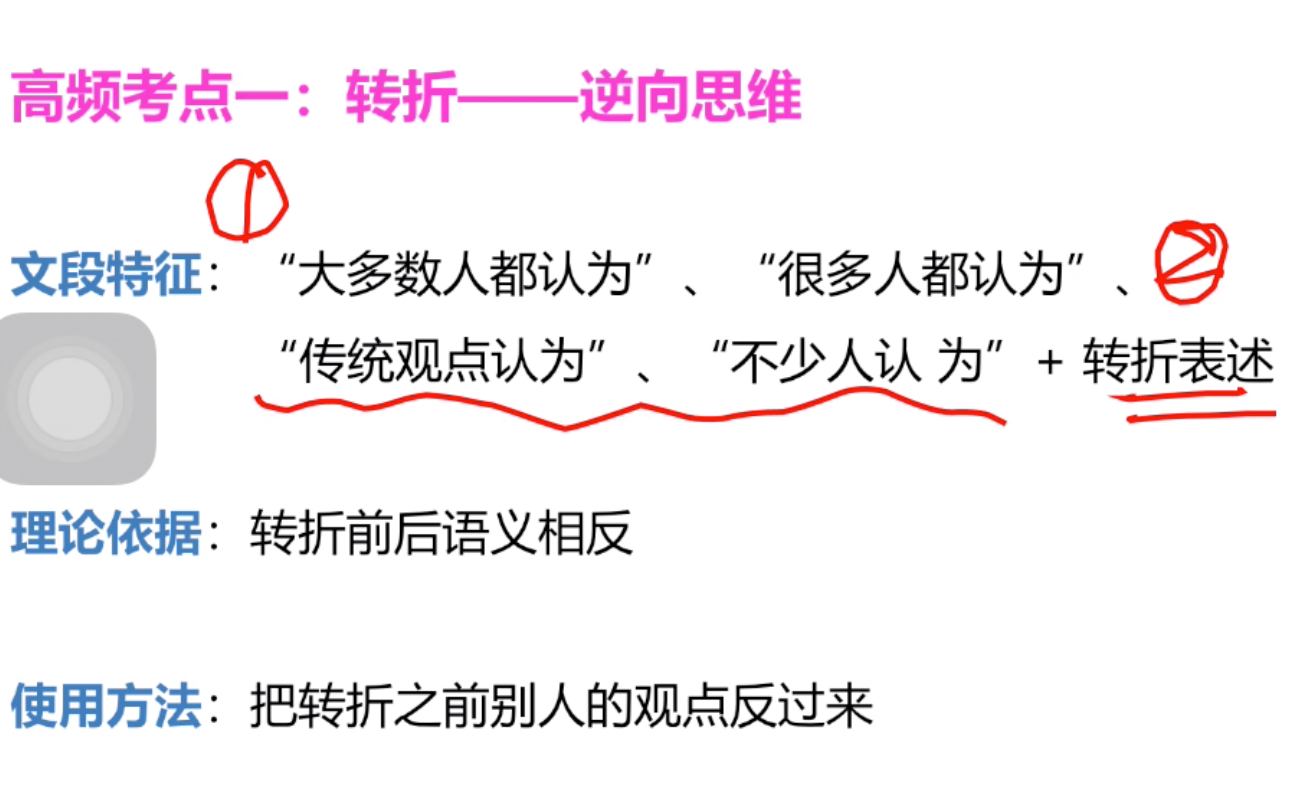 高频考点一：转折——逆向思维
①
文段特征： “大多数人都认为”、 “很多人都认为”、②
“传统观点认为”、 “不少人认 为” + 转折表述
理论依据：转折前后语义相反
使用方法：把转折之前别人的观点反过来